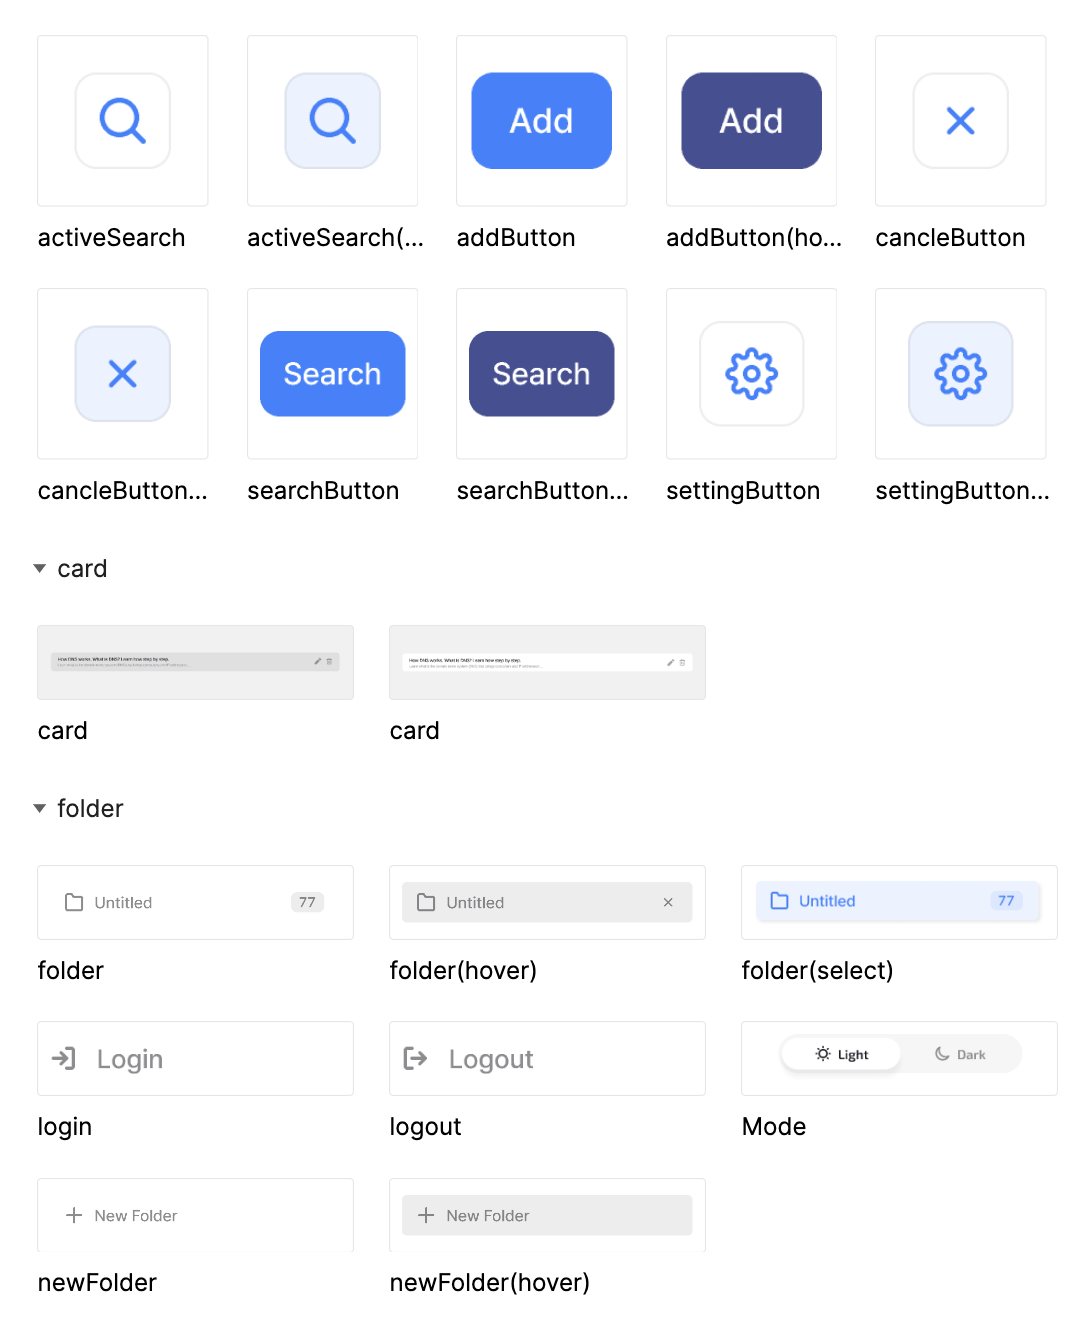 Add
Add
activeSearch
activeSearch(...
addButton
addButton(ho...
cancleButton
Search
Search
cancleButton...
searchButton
searchButton...
settingButton
settingButton...
card
How DNS works. What is DNS? Learn how step by step.
How DNS works. What is DNS? Learn how step by step.
card
card
folder
Untitled
77
Untitled
Untitled
77
folder
folder(hover)
folder(select)
Login
Logout
Light
Dark
login
logout
Mode
New Folder
New Folder
newFolder
newFolder(hover)